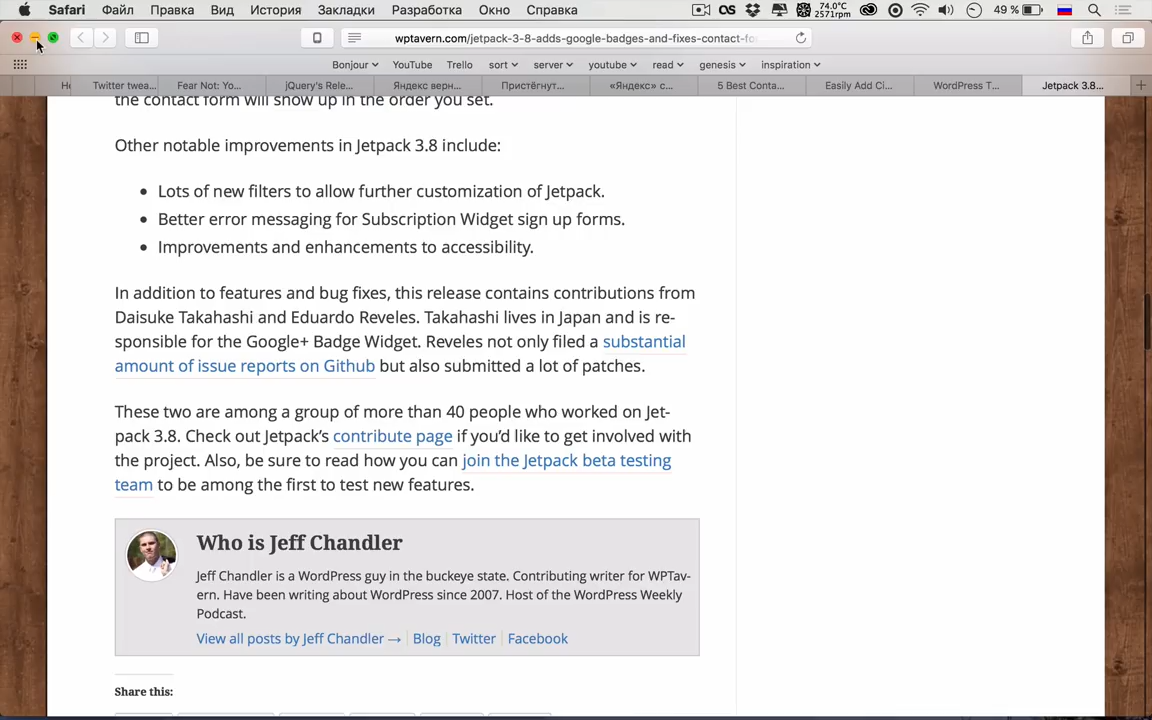 Safari Файл Правка Вид История Закладки Разработка Окно Справка 74.0°C 2571rpm 49 %
wptavern.com/jetpack-3-8-adds-google-badges-and-fixes-contact-fo
Bonjour YouTube Trello sort server youtube read genesis inspiration
Не Twitter twea... Fear Not: Yo... jQuery's Rele... Яндекс верн... Пристёгнут... «Яндекс» с... 5 Best Conta... Easily Add Ci... WordPress T... Jetpack 3.8...
the contact form will show up in the order you set.
Other notable improvements in Jetpack 3.8 include:
• Lots of new filters to allow further customization of Jetpack.
• Better error messaging for Subscription Widget sign up forms.
• Improvements and enhancements to accessibility.
In addition to features and bug fixes, this release contains contributions from
Daisuke Takahashi and Eduardo Reveles. Takahashi lives in Japan and is re-
sponsible for the Google+ Badge Widget. Reveles not only filed a substantial
amount of issue reports on Github but also submitted a lot of patches.
These two are among a group of more than 40 people who worked on Jet-
pack 3.8. Check out Jetpack’s contribute page if you’d like to get involved with
the project. Also, be sure to read how you can join the Jetpack beta testing
team to be among the first to test new features.
Who is Jeff Chandler
Jeff Chandler is a WordPress guy in the buckeye state. Contributing writer for WPTav-
ern. Have been writing about WordPress since 2007. Host of the WordPress Weekly
Podcast.
View all posts by Jeff Chandler → Blog Twitter Facebook
Share this: